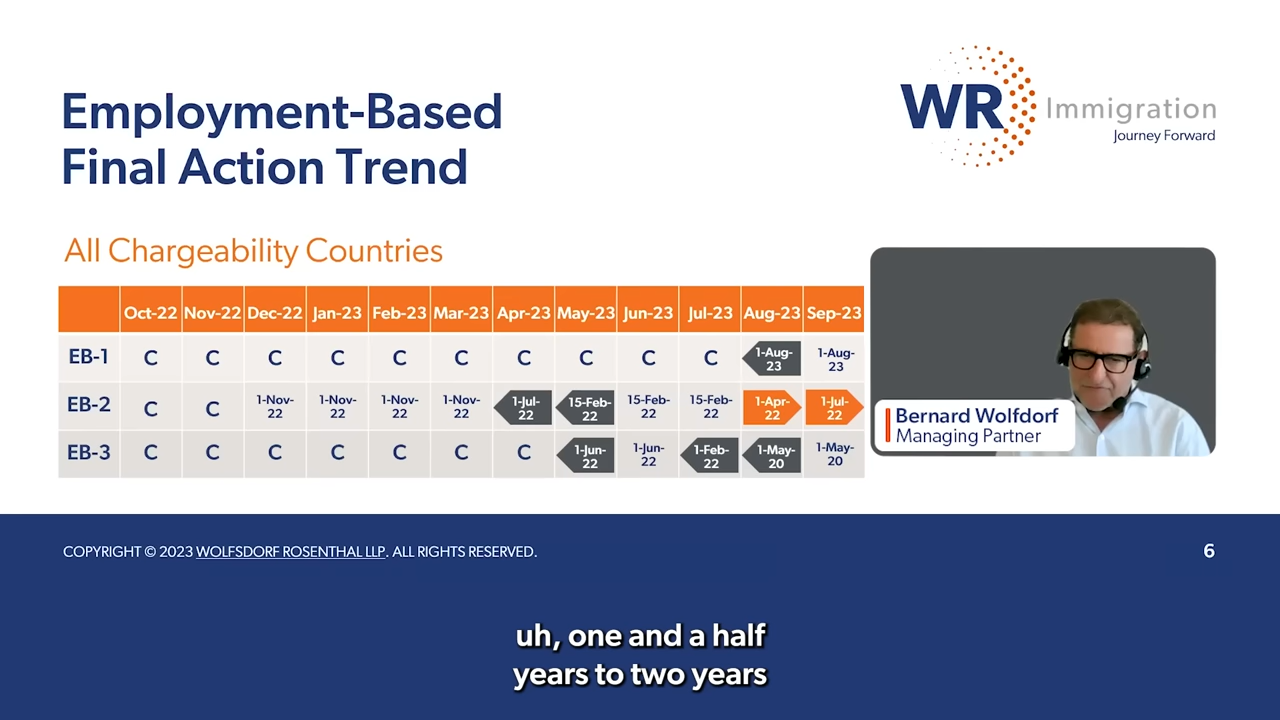 WR Immigration
Journey Forward
Employment-Based
Final Action Trend
All Chargeability Countries
Oct-22 Nov-22 Dec-22 Jan-23 Feb-23 Mar-23 Apr-23 May-23 Jun-23 Jul-23 Aug-23 Sep-23
EB-1 C C C C C C C C C C 1-Aug-23 1-Aug-23
EB-2 C C 1-Nov-22 1-Nov-22 1-Nov-22 1-Nov-22 1-Jul-22 15-Feb-22 15-Feb-22 15-Feb-22 1-Apr-22 1-Jul-22
EB-3 C C C C C C C 1-Jun-22 1-Jun-22 1-Feb-22 1-May-20 1-May-20
Bernard Wolfdorf
Managing Partner
COPYRIGHT © 2023 WOLFSDORF ROSENTHAL LLP. ALL RIGHTS RESERVED.
6
uh, one and a half
years to two years